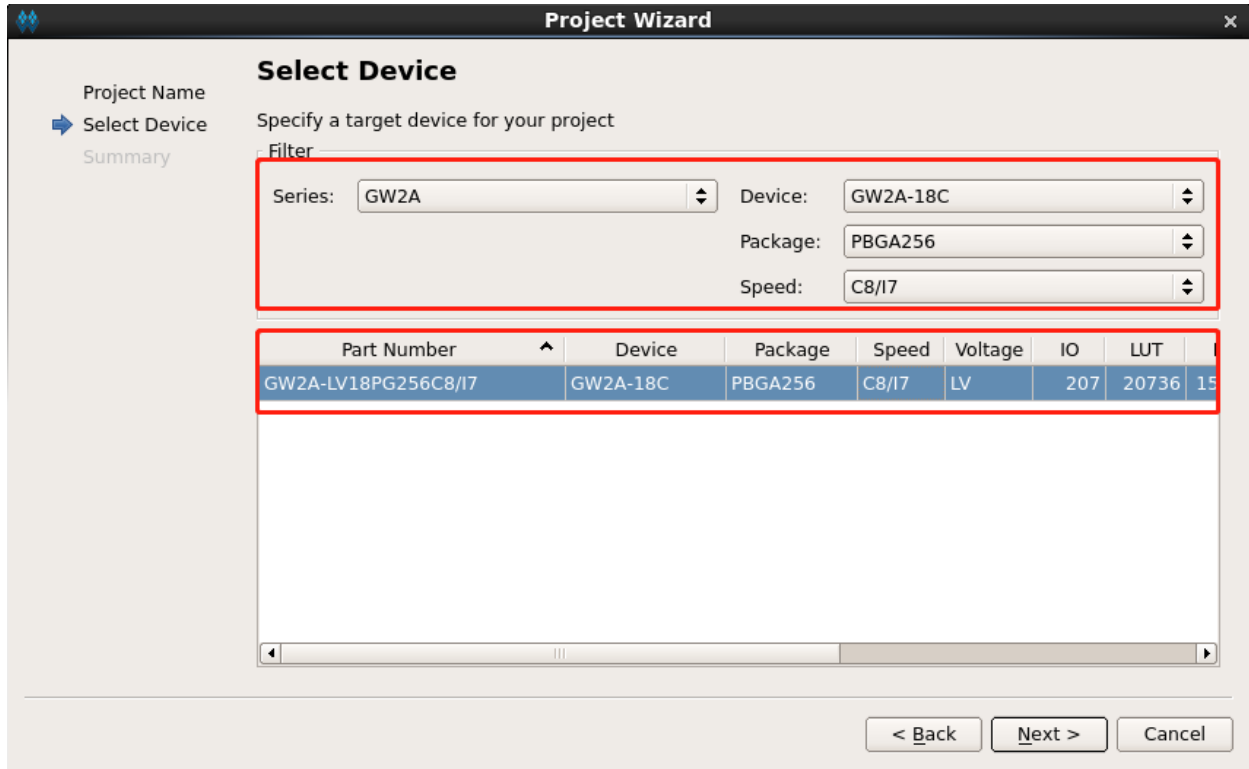 Project Wizard
Project Name
Select Device
Summary
Select Device
Specify a target device for your project
Filter
Series: GW2A Device: GW2A-18C
Package: PBGA256
Speed: C8/I7
Part Number Device Package Speed Voltage IO LUT
GW2A-LV18PG256C8/I7 GW2A-18C PBGA256 C8/I7 LV 207 20736 15
< Back Next > Cancel